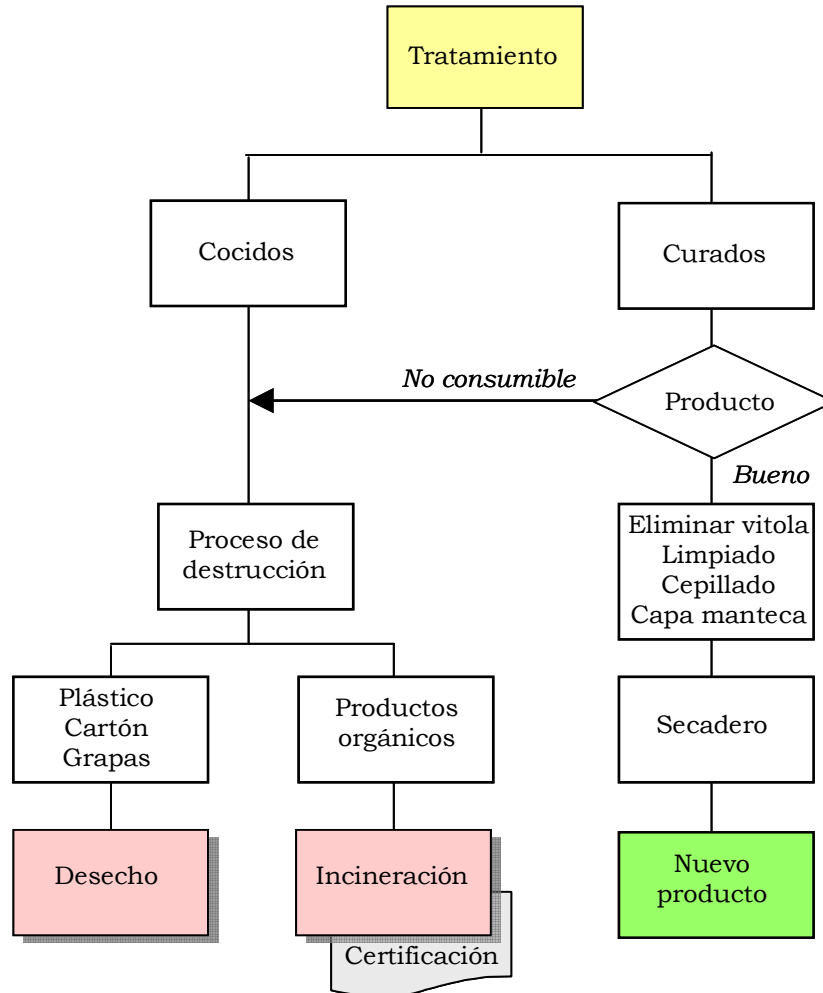 Tratamiento
Cocidos
Curados
No consumible
Producto
Bueno
Proceso de
destrucción
Eliminar vitola
Limpiado
Cepillado
Capa manteca
Plástico
Cartón
Grapas
Productos
orgánicos
Secadero
Desecho
Incineración
Nuevo
producto
Certificación